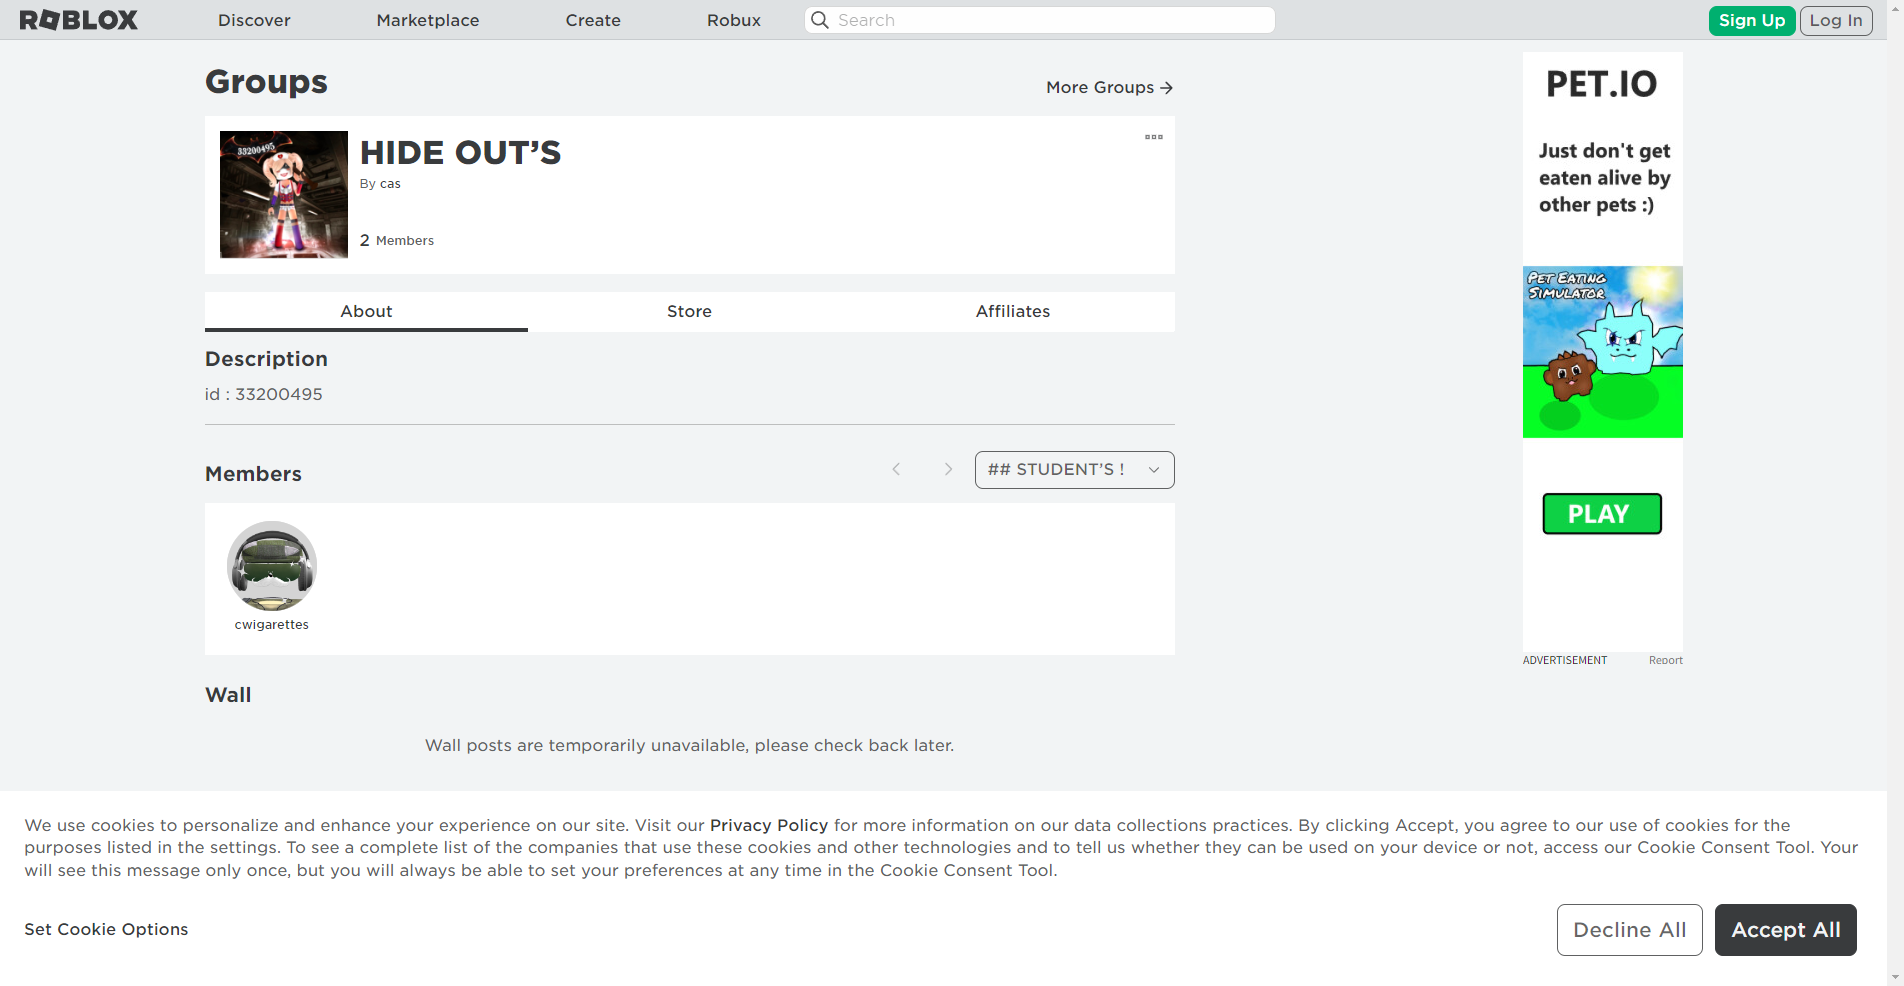 ROBLOX
Discover
Marketplace
Create
Robux
Search
Sign Up
Log In
Groups
More Groups
33200495
HIDE OUT’S
By cas
2 Members
About
Store
Affiliates
Description
id : 33200495
Members
## STUDENT’S !
cwigarettes
Wall
Wall posts are temporarily unavailable, please check back later.
PET.IO
Just don't get
eaten alive by
other pets :)
PET EATING
SIMULATOR
PLAY
ADVERTISEMENT
Report
We use cookies to personalize and enhance your experience on our site. Visit our Privacy Policy for more information on our data collections practices. By clicking Accept, you agree to our use of cookies for the
purposes listed in the settings. To see a complete list of the companies that use these cookies and other technologies and to tell us whether they can be used on your device or not, access our Cookie Consent Tool. Your
will see this message only once, but you will always be able to set your preferences at any time in the Cookie Consent Tool.
Set Cookie Options
Decline All
Accept All